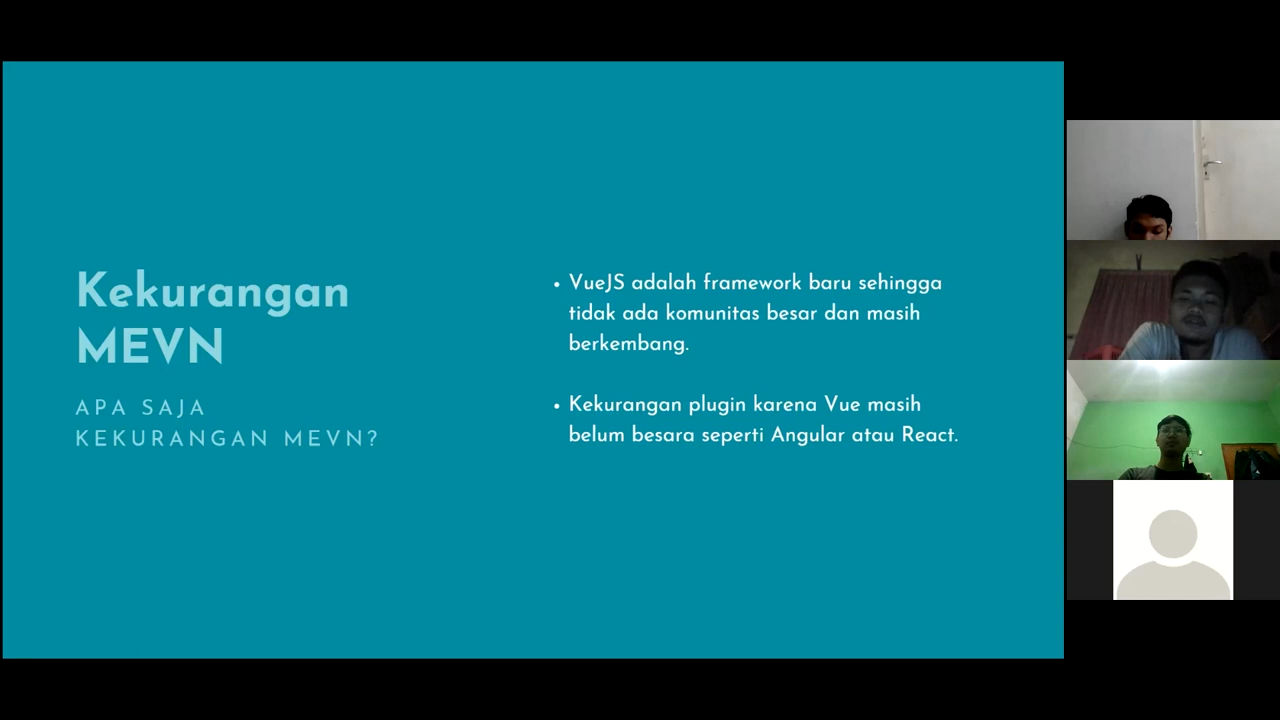 Kekurangan
MEVN
APA SAJA
KEKURANGAN MEVN?
• VueJS adalah framework baru sehingga
tidak ada komunitas besar dan masih
berkembang.
• Kekurangan plugin karena Vue masih
belum besara seperti Angular atau React.